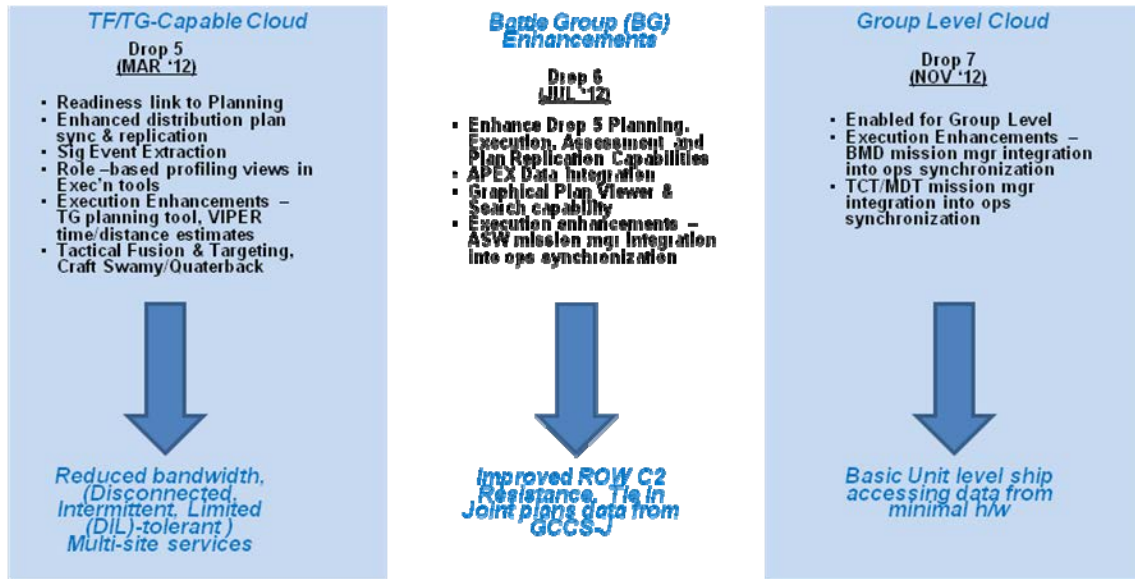 TF/TG-Capable Cloud
Drop 5
(MAR ‘12)
▪ Readiness link to Planning
▪ Enhanced distribution plan
sync & replication
▪ Sig Event Extraction
▪ Role –based profiling views in
Exec'n tools
▪ Execution Enhancements –
TG planning tool, VIPER
time/distance estimates
▪ Tactical Fusion & Targeting,
Craft Swamy/Quaterback
Reduced bandwidth,
(Disconnected,
Intermittent, Limited
(DIL)-tolerant )
Multi-site services
Battle Group (BG)
Enhancements
Drop 6
(JUL ‘12)
▪ Enhance Drop 5 Planning,
Execution, Assessment and
Plan Replication Capabilities
▪ APEX Data Integration
▪ Graphical Plan Viewer &
Search capability
▪ Execution enhancements –
ASW mission mgr Integration
into ops synchronization
Improved ROW C2
Resistance, Tie in
Joint plans data from
GCCS-J
Group Level Cloud
Drop 7
(NOV ‘12)
▪ Enabled for Group Level
▪ Execution Enhancements –
BMD mission mgr integration
into ops synchronization
▪ TCT/MDT mission mgr
integration into ops
synchronization
Basic Unit level ship
accessing data from
minimal h/w